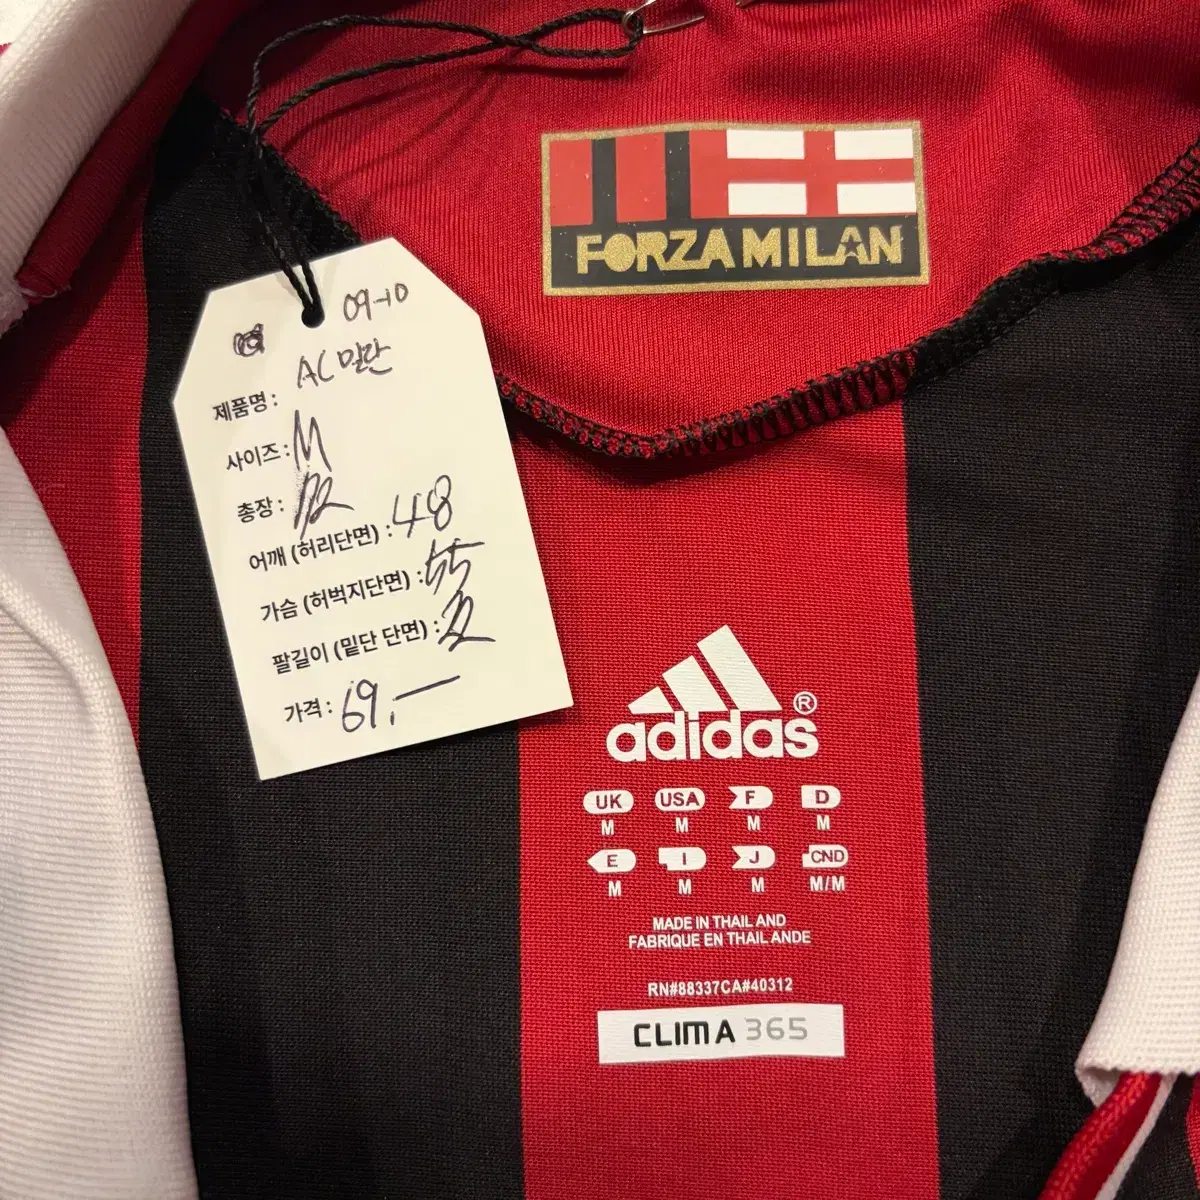 FORZA MILAN
09-10
제품명: AC 밀란
사이즈: M
총장:
어깨 (허리단면) : 48
가슴 (허벅지단면) : 55
팔길이 (밑단 단면) :
가격: 69.—
adidas®
UK USA F D
M M M M
E I J CND
M M M M/M
MADE IN THAILAND
FABRIQUE EN THAILANDE
RN#88337CA#40312
CLIMA 365